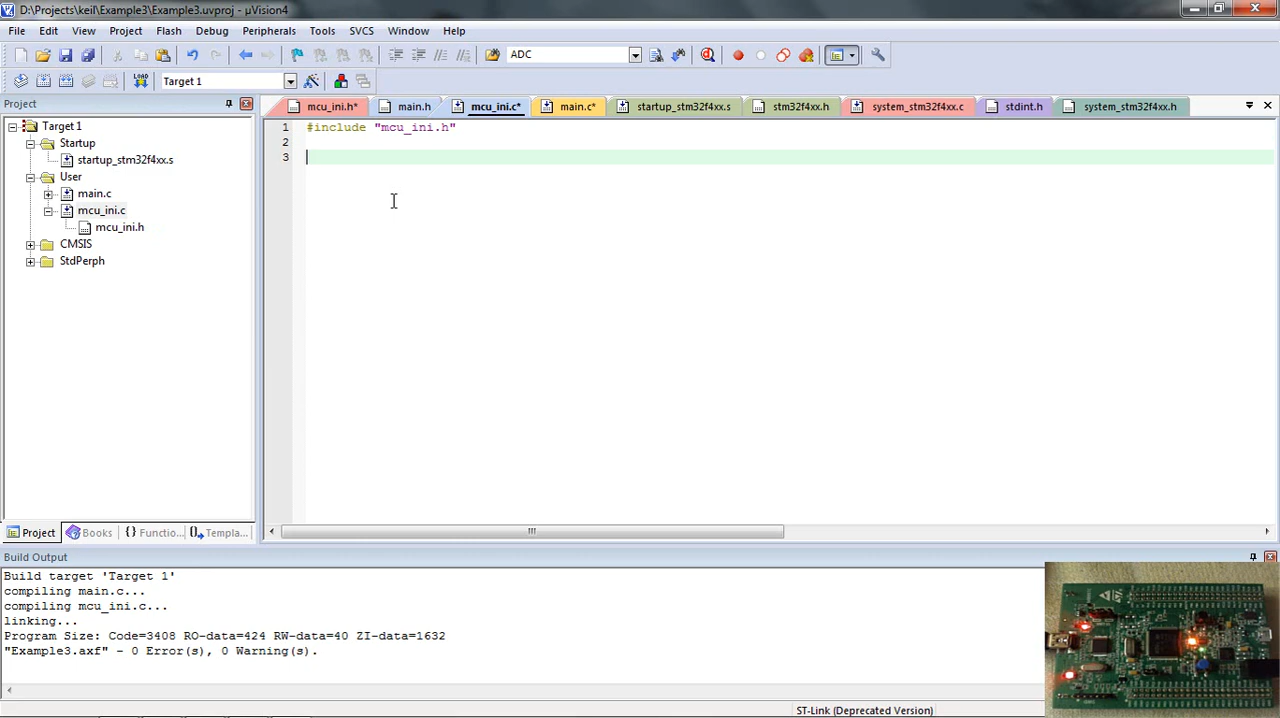 D:\Projects\keil\Example3\Example3.uvproj - µVision4
File Edit View Project Flash Debug Peripherals Tools SVCS Window Help
ADC
LOAD Target 1
Project
mcu_ini.h* main.h mcu_ini.c* main.c* startup_stm32f4xx.s stm32f4xx.h system_stm32f4xx.c stdint.h system_stm32f4xx.h
Target 1
Startup
startup_stm32f4xx.s
User
main.c
mcu_ini.c
mcu_ini.h
CMSIS
StdPerph
1 #include "mcu_ini.h"
2
3
Project Books {} Functio... Templa...
Build Output
Build target 'Target 1'
compiling main.c...
compiling mcu_ini.c...
linking...
Program Size: Code=3408 RO-data=424 RW-data=40 ZI-data=1632
"Example3.axf" - 0 Error(s), 0 Warning(s).
ST-Link (Deprecated Version)